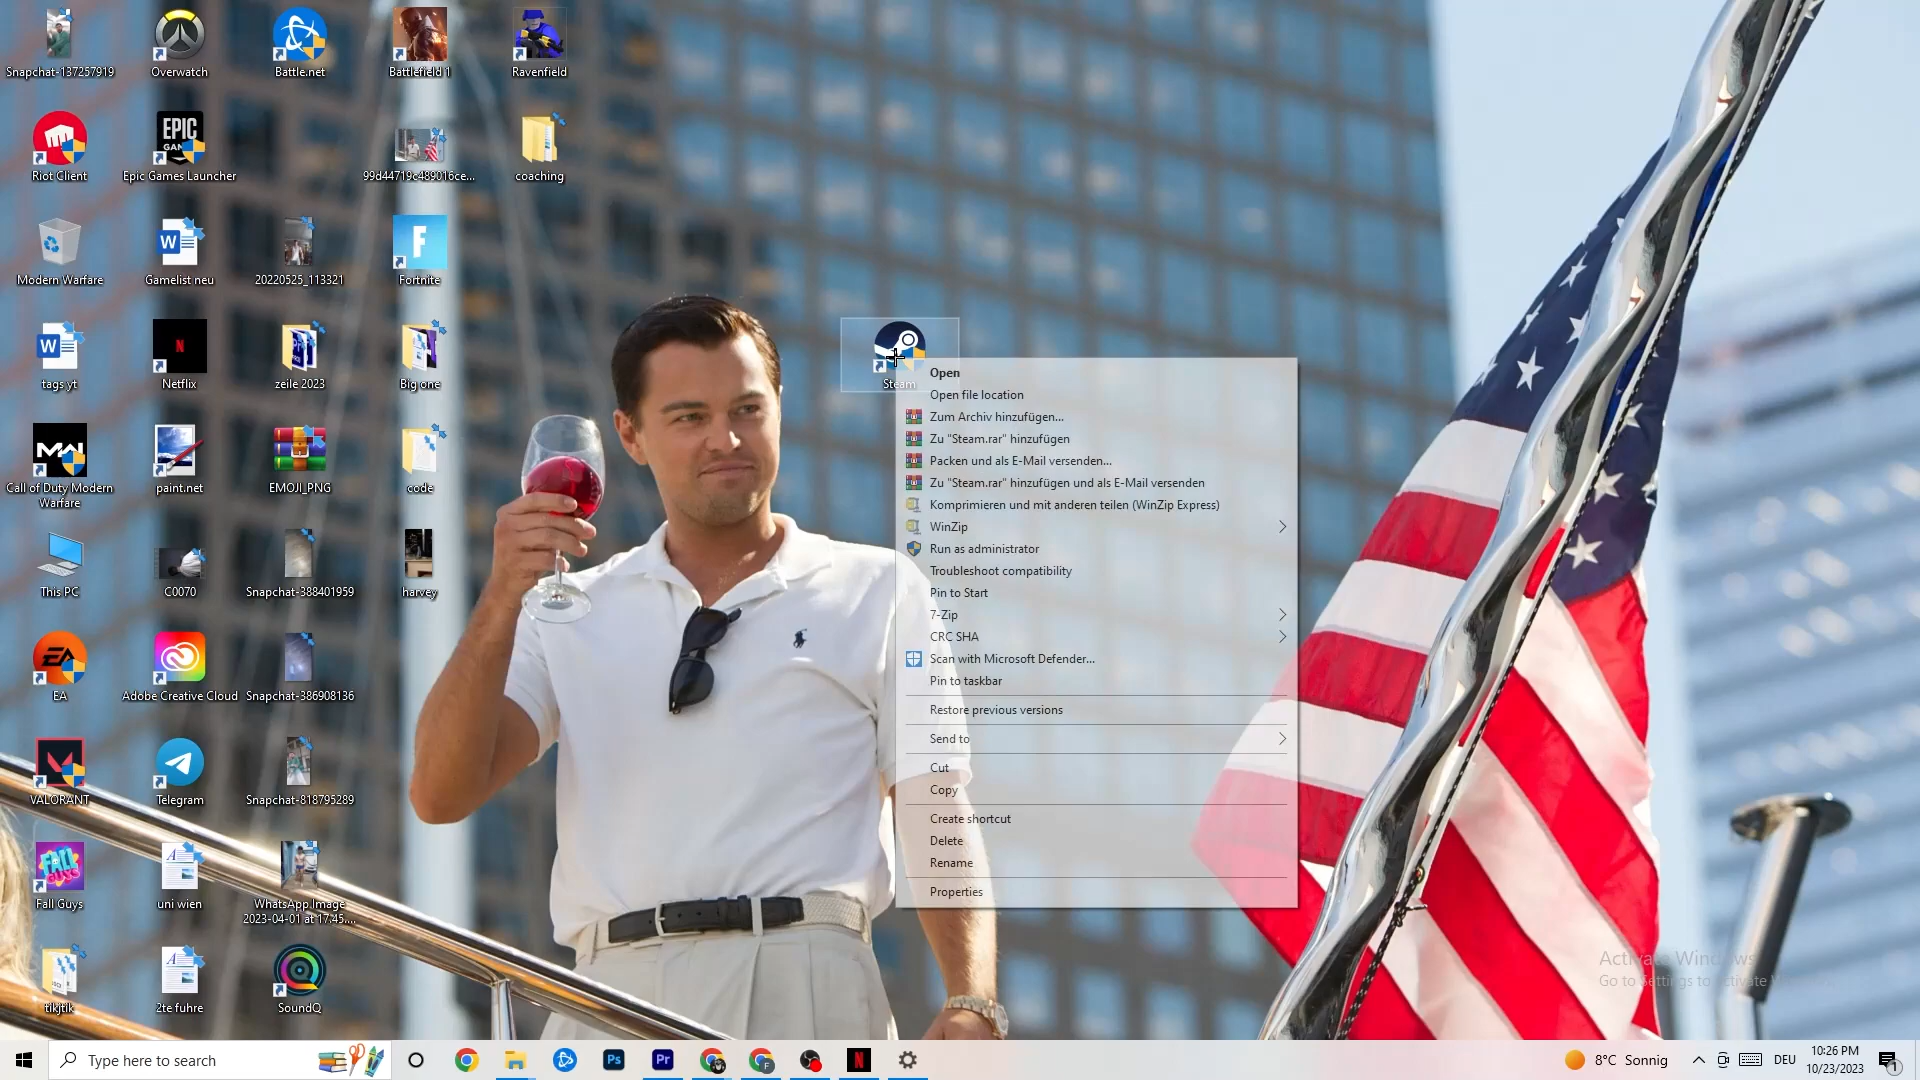 Snapchat-137257919
Overwatch
Battle.net
Battlefield 1
Ravenfield
Riot Client
EPIC
GAMES
Epic Games Launcher
99d44719c489016ce...
coaching
Modern Warfare
Gamelist neu
20220525_113321
Fortnite
tags yt
Netflix
zeile 2023
Big one
Steam
Call of Duty Modern
Warfare
paint.net
EMOJI_PNG
code
This PC
C0070
Snapchat-388401959
harvey
EA
Adobe Creative Cloud
Snapchat-386908136
VALORANT
Telegram
Snapchat-818795289
Fall Guys
uni wien
WhatsApp Image
2023-04-01 at 17.45....
tikjtik
2te fuhre
SoundQ
Open
Open file location
Zum Archiv hinzufügen...
Zu "Steam.rar" hinzufügen
Packen und als E-Mail versenden...
Zu "Steam.rar" hinzufügen und als E-Mail versenden
Komprimieren und mit anderen teilen (WinZip Express)
WinZip
Run as administrator
Troubleshoot compatibility
Pin to Start
7-Zip
CRC SHA
Scan with Microsoft Defender...
Pin to taskbar
Restore previous versions
Send to
Cut
Copy
Create shortcut
Delete
Rename
Properties
Activate Windows
Go to Settings to activate
Type here to search
8°C Sonnig
DEU
10:26 PM
10/23/2023